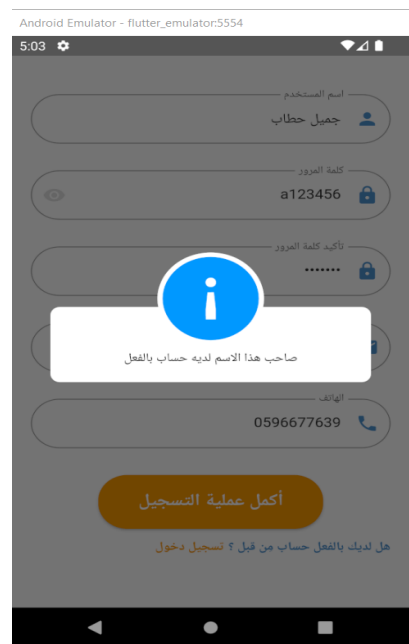 Android Emulator - flutter_emulator:5554
5:03
اسم المستخدم
جميل حطاب
كلمة المرور
a123456
تأكيد كلمة المرور
•••••••
صاحب هذا الاسم لديه حساب بالفعل
الهاتف
0596677639
أكمل عملية التسجيل
هل لديك بالفعل حساب من قبل ؟ تسجيل دخول